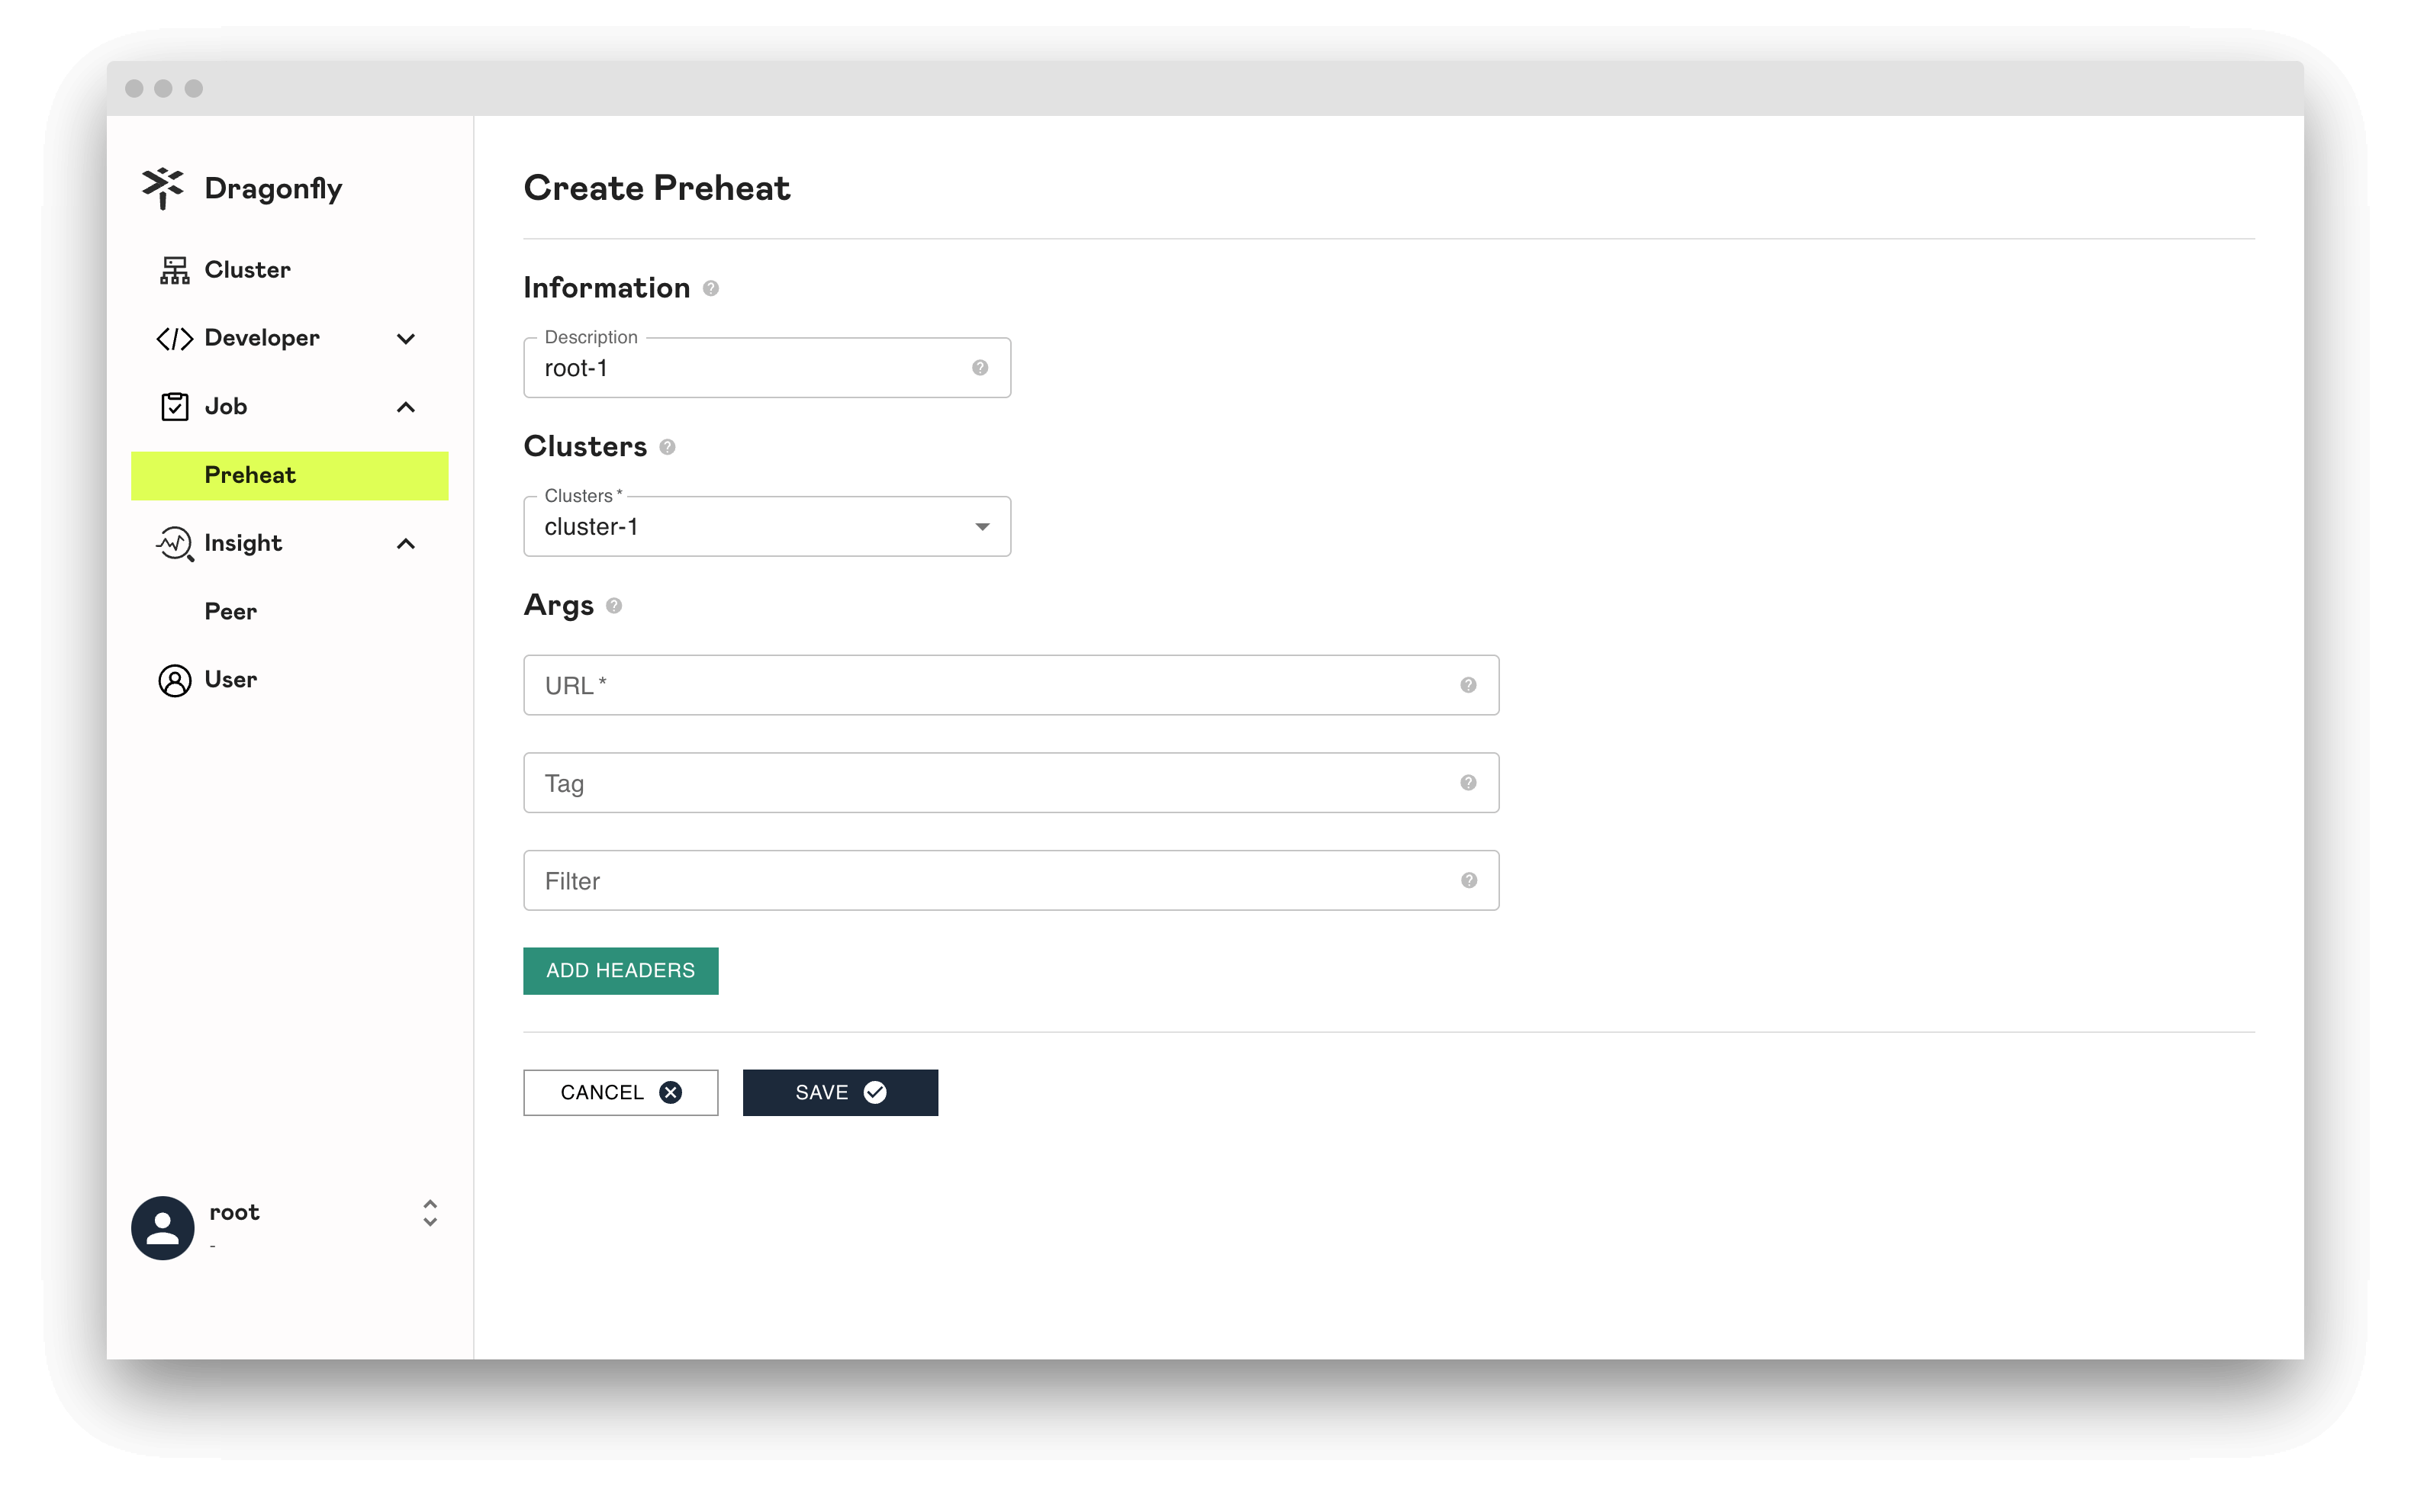 Dragonfly
Cluster
Developer
Job
Preheat
Insight
Peer
User
root
-
Create Preheat
Information
Description
root-1
Clusters
Clusters *
cluster-1
Args
URL *
Tag
Filter
ADD HEADERS
CANCEL
SAVE